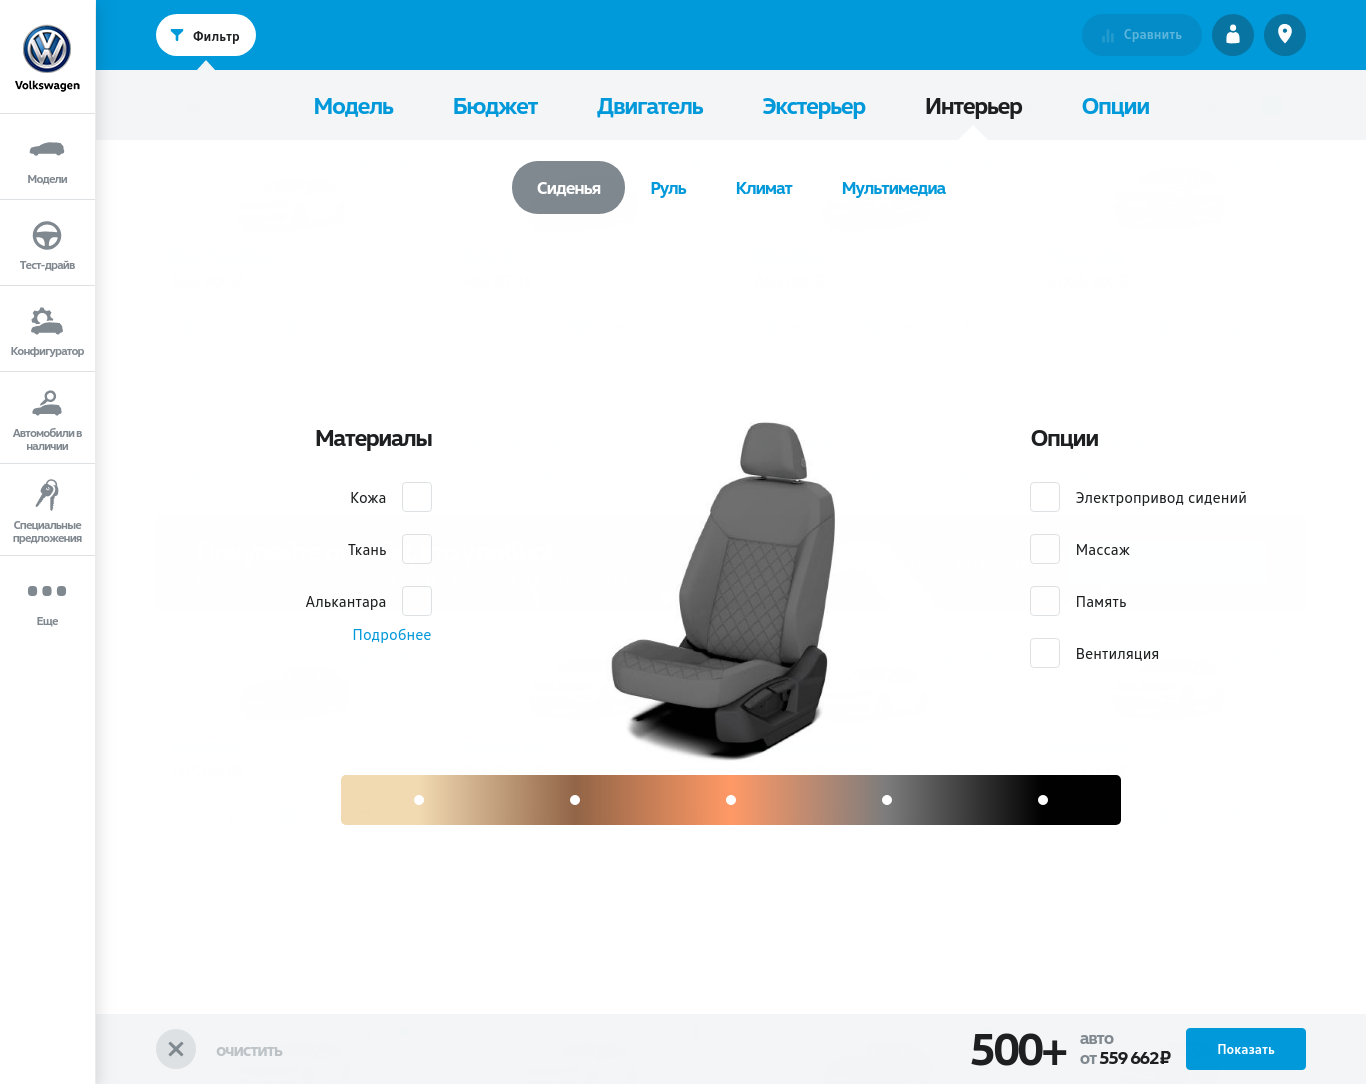 Volkswagen
Модели
Тест-драйв
Конфигуратор
Автомобили в
наличии
Специальные
предложения
Еще
Фильтр
Сравнить
Модель
Бюджет
Двигатель
Экстерьер
Интерьер
Опции
Сиденья
Руль
Климат
Мультимедиа
Материалы
Кожа
Ткань
Алькантара
Подробнее
Опции
Электропривод сидений
Массаж
Память
Вентиляция
ОЧИСТИТЬ
500+
авто
от 559 662₽
Показать